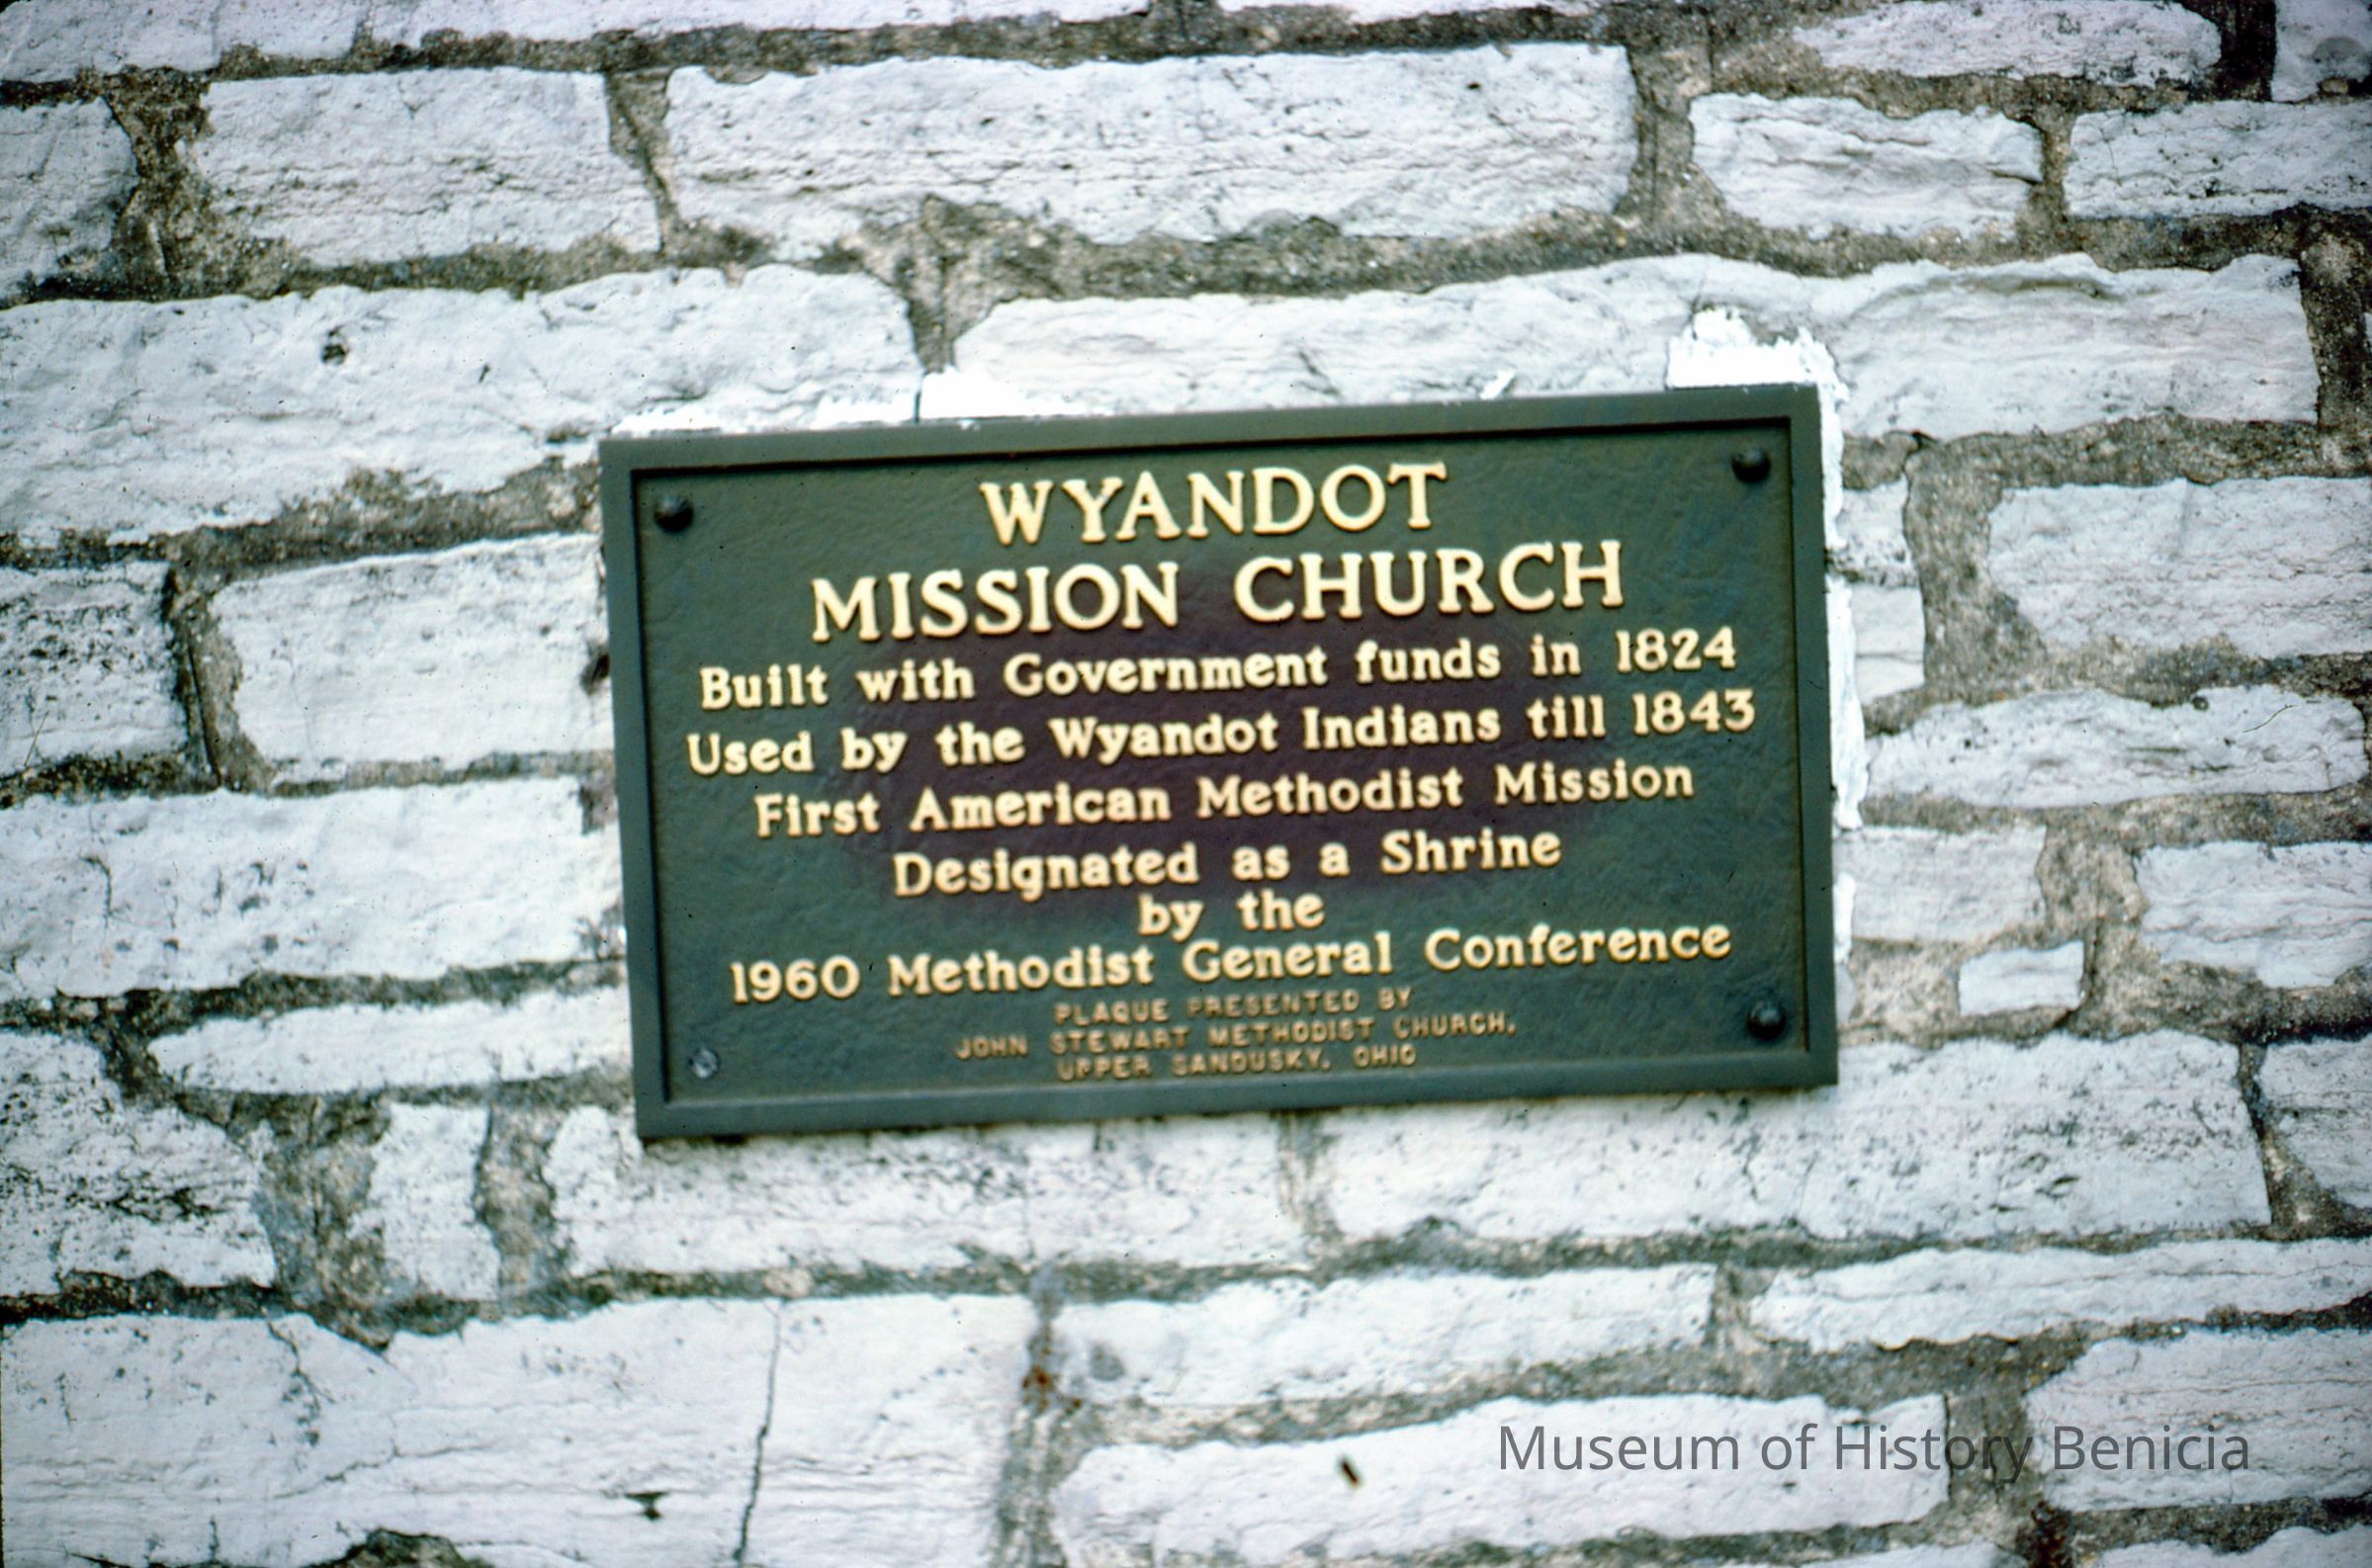 WYANDOT
MISSION CHURCH
Built with Government funds in 1824
Used by the Wyandot Indians till 1843
First American Methodist Mission
Designated as a Shrine
by the
1960 Methodist General Conference
PLAQUE PRESENTED BY
JOHN STEWART METHODIST CHURCH,
UPPER SANDUSKY, OHIO
Museum of History Benicia